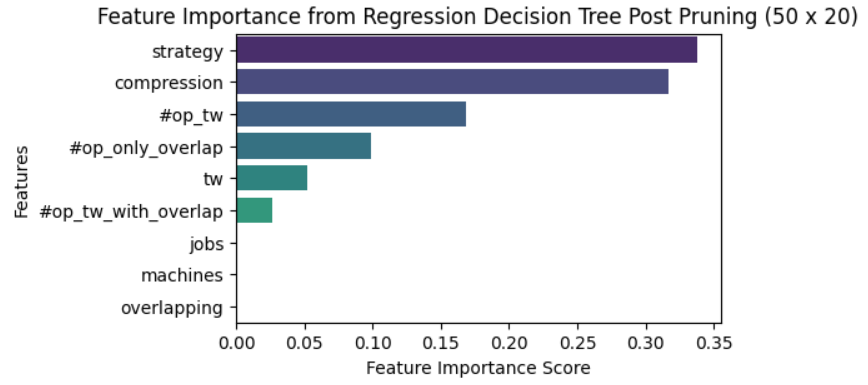 Feature Importance from Regression Decision Tree Post Pruning (50 x 20)
strategy
compression
#op_tw
#op_only_overlap
tw
#op_tw_with_overlap
jobs
machines
overlapping
Features
0.00 0.05 0.10 0.15 0.20 0.25 0.30 0.35
Feature Importance Score